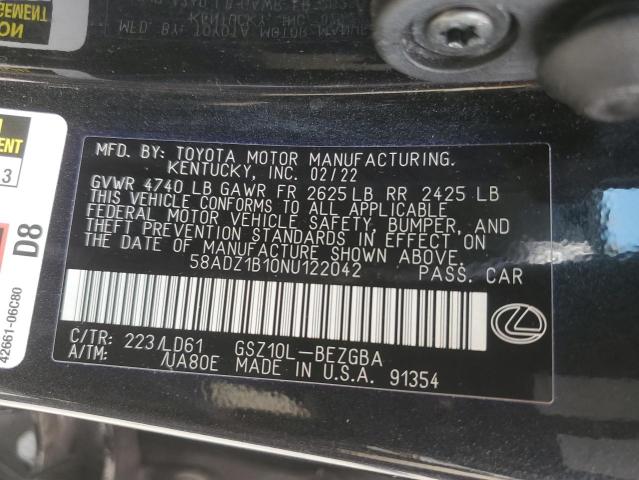 MFD. BY: TOYOTA MOTOR MANUFACTURING.
KENTUCKY, INC. 02/22
GVWR 4740 LB GAWR FR 2625 LB RR 2425 LB
THIS VEHICLE CONFORMS TO ALL APPLICABLE
FEDERAL MOTOR VEHICLE SAFETY, BUMPER, AND
THEFT PREVENTION STANDARDS IN EFFECT ON
THE DATE OF MANUFACTURE SHOWN ABOVE.
58ADZ1B10NU122042 PASS. CAR
C/TR: 223/LD61 GSZ10L-BEZGBA
A/TM: /UA80E MADE IN U.S.A. 91354
D8
42661-06C80
3